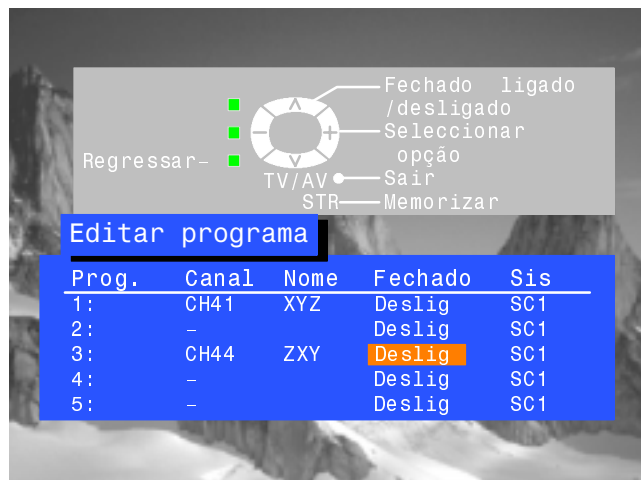 Fechado ligado
/desligado
Seleccionar
opção
Regressar-
TV/AV Sair
STR Memorizar
Editar programa
Prog. Canal Nome Fechado Sis
1: CH41 XYZ Deslig SC1
2: - Deslig SC1
3: CH44 ZXY Deslig SC1
4: - Deslig SC1
5: - Deslig SC1